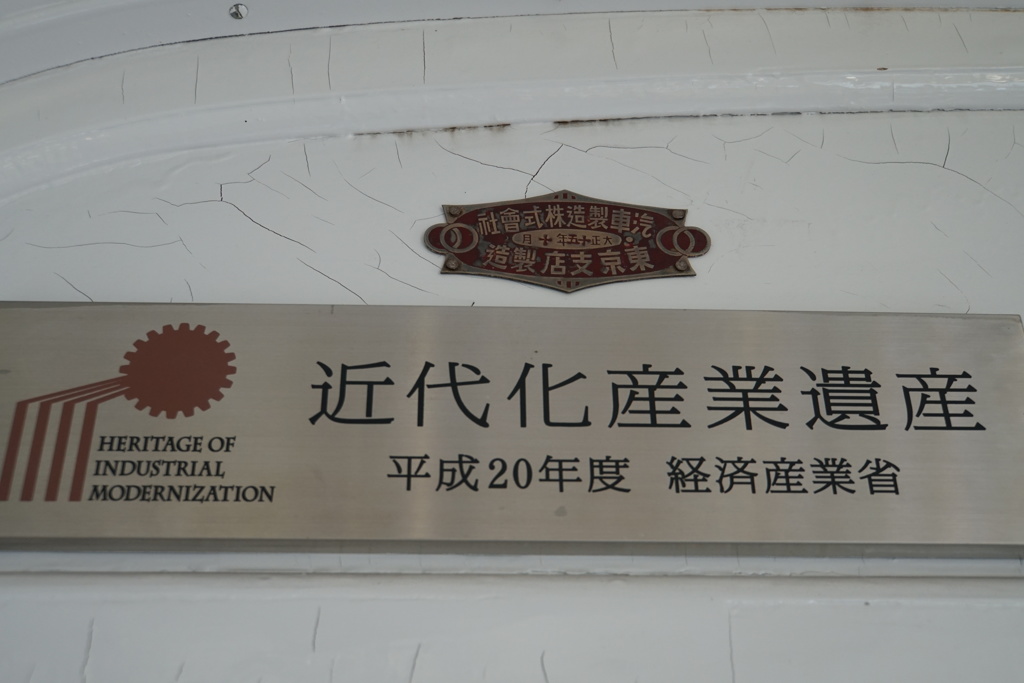 汽車製造株式會社
大正十五年十月
東京支店製造
近代化産業遺産
平成20年度 経済産業省
HERITAGE OF
INDUSTRIAL
MODERNIZATION